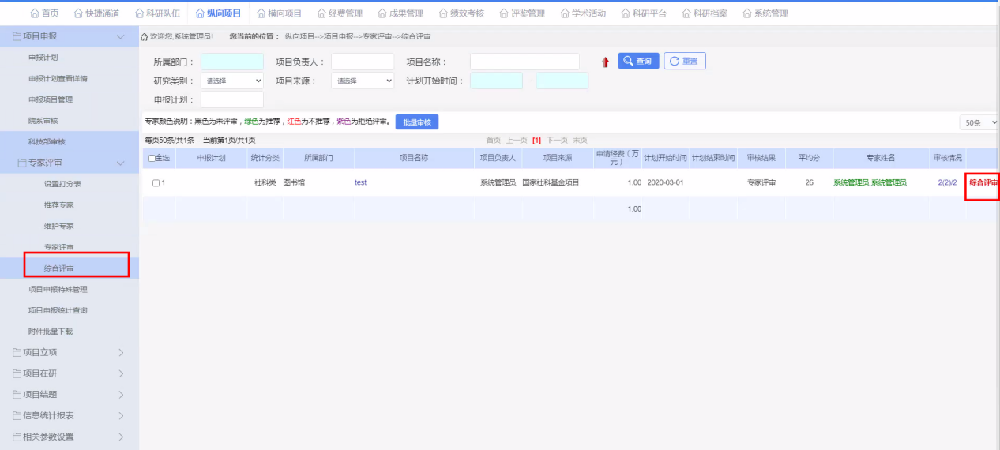 首页 快捷通道 科研队伍 纵向项目 横向项目 经费管理 成果管理 绩效考核 评奖管理 学术活动 科研平台 科研档案 系统管理
项目申报
申报计划
申报计划查看详情
申报项目管理
院系审核
科技部审核
专家评审
设置打分表
推荐专家
维护专家
专家评审
综合评审
项目申报特殊管理
项目申报统计查询
附件批量下载
项目立项
项目在研
项目结题
信息统计报表
相关参数设置
欢迎您,系统管理员! 您当前的位置: 纵向项目-->项目申报-->专家评审-->综合评审
所属部门: 项目负责人: 项目名称: 查询 重置
研究类别: 请选择 项目来源: 请选择 计划开始时间: -
申报计划:
专家颜色说明:黑色为未评审,绿色为推荐,红色为不推荐,紫色为拒绝评审。 批量审核 50条
每页50条/共1条 -- 当前第1页/共1页 首页 上一页 [1] 下一页 末页
全选 申报计划 统计分类 所属部门 项目名称 项目负责人 项目来源 申请经费(万元) 计划开始时间 计划结束时间 审核结果 平均分 专家姓名 审核情况
1 社科类 图书馆 test 系统管理员 国家社科基金项目 1.00 2020-03-01 专家评审 26 系统管理员,系统管理员 2(2)/2 综合评审
1.00